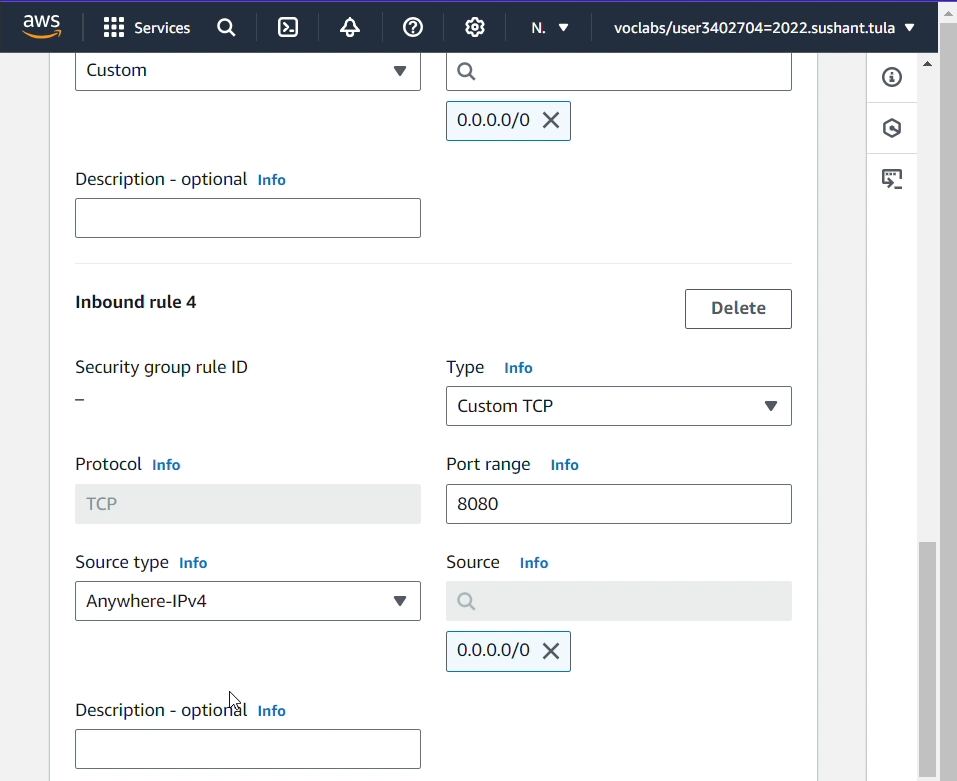 aws Services N. voclabs/user3402704=2022.sushant.tula
Custom
0.0.0.0/0
Description - optional Info
Inbound rule 4
Delete
Security group rule ID
–
Type Info
Custom TCP
Protocol Info
TCP
Port range Info
8080
Source type Info
Anywhere-IPv4
Source Info
0.0.0.0/0
Description - optional Info